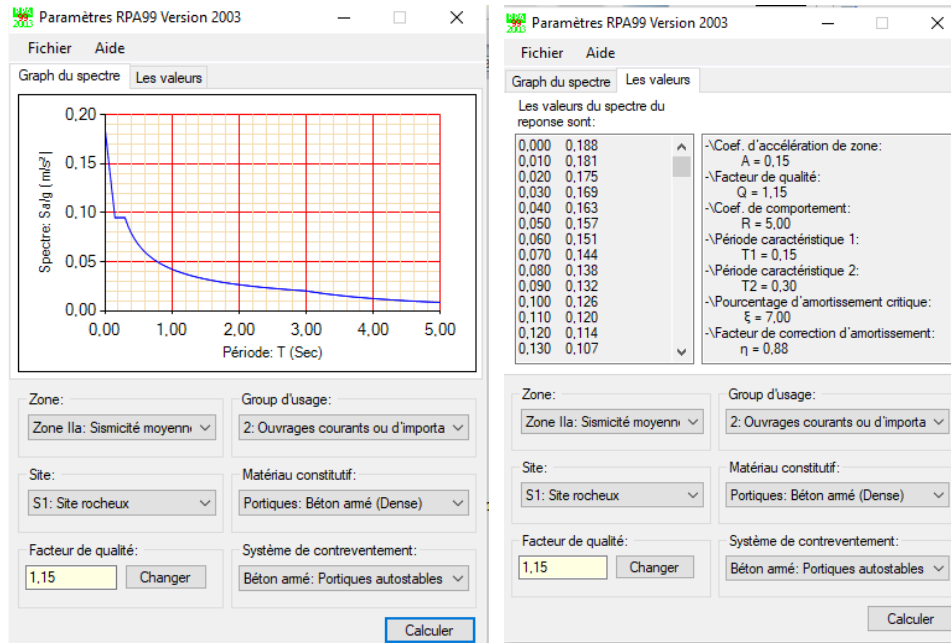 Paramètres RPA99 Version 2003
Fichier Aide
Graph du spectre Les valeurs
Spectre: Sa/g [m/s²]
0,20
0,15
0,10
0,05
0,00
0,00 1,00 2,00 3,00 4,00 5,00
Période: T (Sec)
Zone:
Zone IIa: Sismicité moyenn
Group d'usage:
2: Ouvrages courants ou d'importa
Site:
S1: Site rocheux
Matériau constitutif:
Portiques: Béton armé (Dense)
Facteur de qualité:
1,15 Changer
Système de contreventement:
Béton armé: Portiques autostables
Calculer
Paramètres RPA99 Version 2003
Fichier Aide
Graph du spectre Les valeurs
Les valeurs du spectre du
reponse sont:
0,000 0,188
0,010 0,181
0,020 0,175
0,030 0,169
0,040 0,163
0,050 0,157
0,060 0,151
0,070 0,144
0,080 0,138
0,090 0,132
0,100 0,126
0,110 0,120
0,120 0,114
0,130 0,107
-\Coef. d'accélération de zone:
A = 0,15
-\Facteur de qualité:
Q = 1,15
-\Coef. de comportement:
R = 5,00
-\Période caractéristique 1:
T1 = 0,15
-\Période caractéristique 2:
T2 = 0,30
-\Pourcentage d'amortissement critique:
ξ = 7,00
-\Facteur de correction d'amortissement:
η = 0,88
Zone:
Zone IIa: Sismicité moyenn
Group d'usage:
2: Ouvrages courants ou d'importa
Site:
S1: Site rocheux
Matériau constitutif:
Portiques: Béton armé (Dense)
Facteur de qualité:
1,15 Changer
Système de contreventement:
Béton armé: Portiques autostables
Calculer